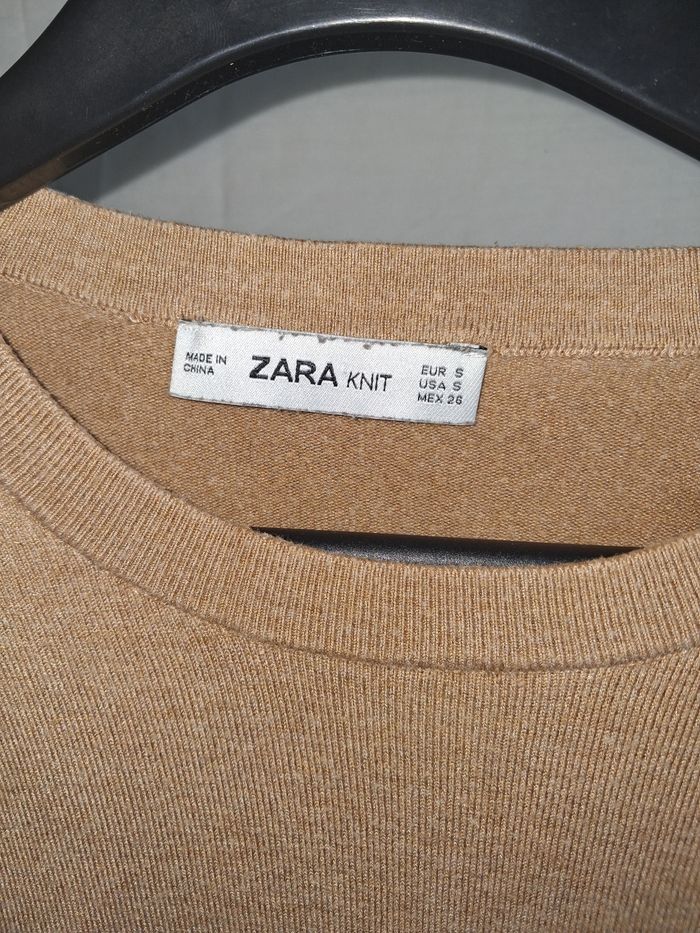 MADE IN
CHINA
ZARA KNIT
EUR S
USA S
MEX 26